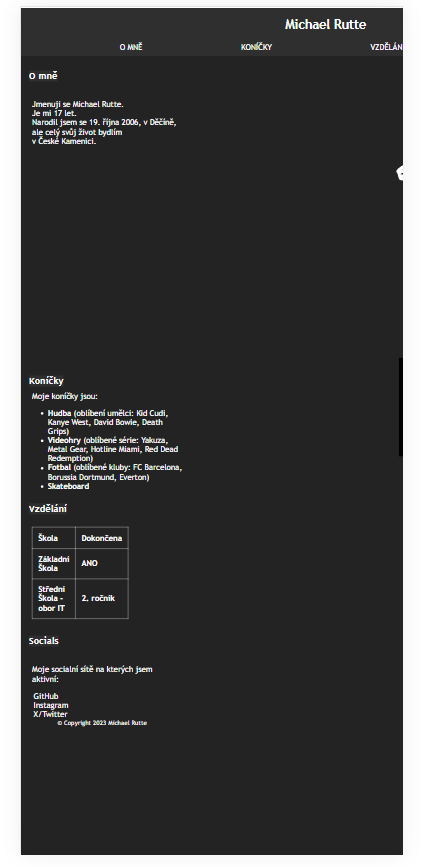 Michael Rutte
O MNĚ KONÍČKY VZDĚLÁN
O mně
Jmenuji se Michael Rutte.
Je mi 17 let.
Narodil jsem se 19. října 2006, v Děčíně,
ale celý svůj život bydlím
v České Kamenici.
Koníčky
Moje koníčky jsou:
• Hudba (oblíbení umělci: Kid Cudi,
Kanye West, David Bowie, Death
Grips)
• Videohry (oblíbené série: Yakuza,
Metal Gear, Hotline Miami, Red Dead
Redemption)
• Fotbal (oblíbené kluby: FC Barcelona,
Borussia Dortmund, Everton)
• Skateboard
Vzdělání
Škola Dokončena
Základní
Škola ANO
Střední
Škola -
obor IT 2. ročník
Socials
Moje socialní sítě na kterých jsem
aktivní:
GitHub
Instagram
X/Twitter
© Copyright 2023 Michael Rutte